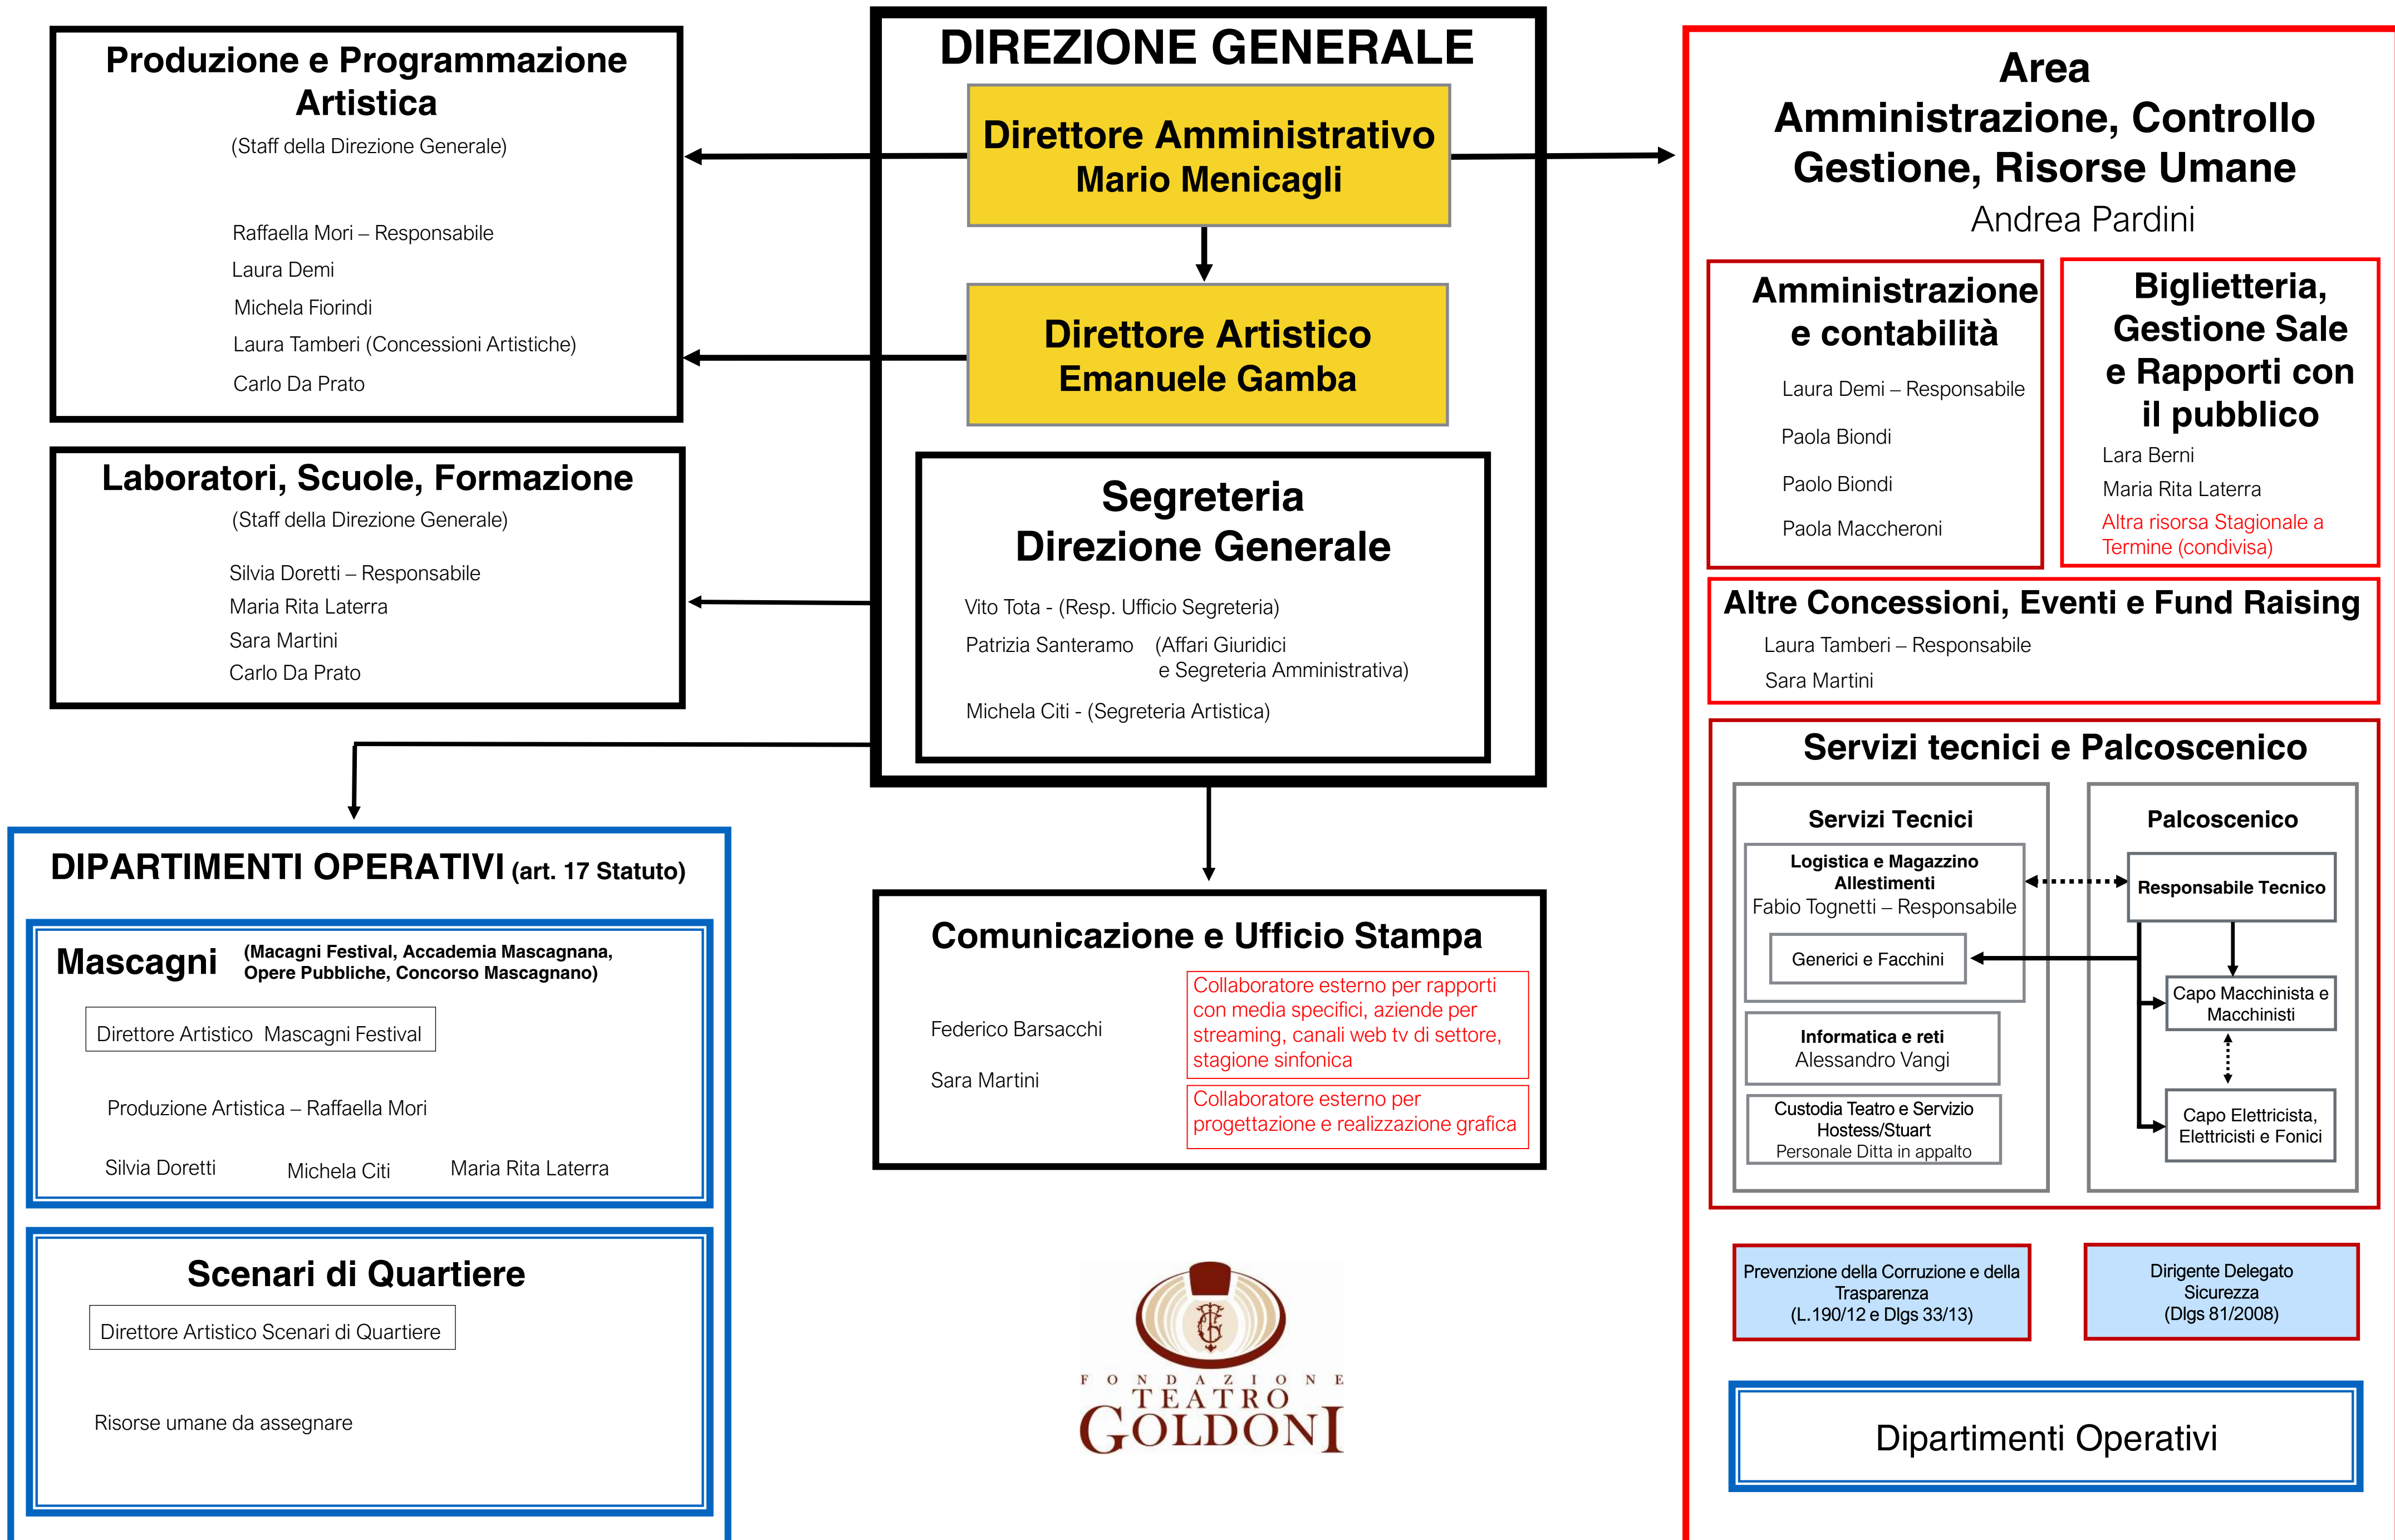 Produzione e Programmazione
Artistica
(Staff della Direzione Generale)
Raffaella Mori – Responsabile
Laura Demi
Michela Fiorindi
Laura Tamberi (Concessioni Artistiche)
Carlo Da Prato
Laboratori, Scuole, Formazione
(Staff della Direzione Generale)
Silvia Doretti – Responsabile
Maria Rita Laterra
Sara Martini
Carlo Da Prato
DIREZIONE GENERALE
Direttore Amministrativo
Mario Menicagli
Direttore Artistico
Emanuele Gamba
Segreteria
Direzione Generale
Vito Tota - (Resp. Ufficio Segreteria)
Patrizia Santeramo (Affari Giuridici
e Segreteria Amministrativa)
Michela Citi - (Segreteria Artistica)
Area
Amministrazione, Controllo
Gestione, Risorse Umane
Andrea Pardini
Amministrazione
e contabilità
Laura Demi – Responsabile
Paola Biondi
Paolo Biondi
Paola Maccheroni
Biglietteria,
Gestione Sale
e Rapporti con
il pubblico
Lara Berni
Maria Rita Laterra
Altra risorsa Stagionale a
Termine (condivisa)
Altre Concessioni, Eventi e Fund Raising
Laura Tamberi – Responsabile
Sara Martini
Servizi tecnici e Palcoscenico
Servizi Tecnici
Logistica e Magazzino
Allestimenti
Fabio Tognetti – Responsabile
Generici e Facchini
Informatica e reti
Alessandro Vangi
Custodia Teatro e Servizio
Hostess/Stuart
Personale Ditta in appalto
Palcoscenico
Responsabile Tecnico
Capo Macchinista e
Macchinisti
Capo Elettricista,
Elettricisti e Fonici
Prevenzione della Corruzione e della
Trasparenza
(L.190/12 e Dlgs 33/13)
Dirigente Delegato
Sicurezza
(Dlgs 81/2008)
Dipartimenti Operativi
DIPARTIMENTI OPERATIVI (art. 17 Statuto)
Mascagni (Macagni Festival, Accademia Mascagnana,
Opere Pubbliche, Concorso Mascagnano)
Direttore Artistico Mascagni Festival
Produzione Artistica – Raffaella Mori
Silvia Doretti Michela Citi Maria Rita Laterra
Scenari di Quartiere
Direttore Artistico Scenari di Quartiere
Risorse umane da assegnare
Comunicazione e Ufficio Stampa
Federico Barsacchi
Sara Martini
Collaboratore esterno per rapporti
con media specifici, aziende per
streaming, canali web tv di settore,
stagione sinfonica
Collaboratore esterno per
progettazione e realizzazione grafica
FONDAZIONE
TEATRO
GOLDONI